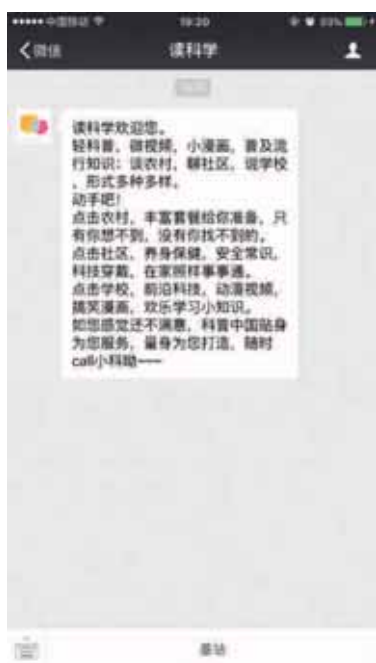 中国移动 19:20
微信 读科学
读科学欢迎您。
轻科普、微视频，小漫画，普及流
行知识：谈农村，聊社区，说学校
，形式多种多样。
动手吧！
点击农村，丰富套餐给你准备，只
有你想不到，没有你找不到的。
点击社区，养身保健，安全常识，
科技穿戴，在家照样事事通。
点击学校，前沿科技，动漫视频，
搞笑漫画，欢乐学习小知识。
如您感觉还不满意，科普中国贴身
为您服务，量身为您打造，随时
call小科呦~~~
基站